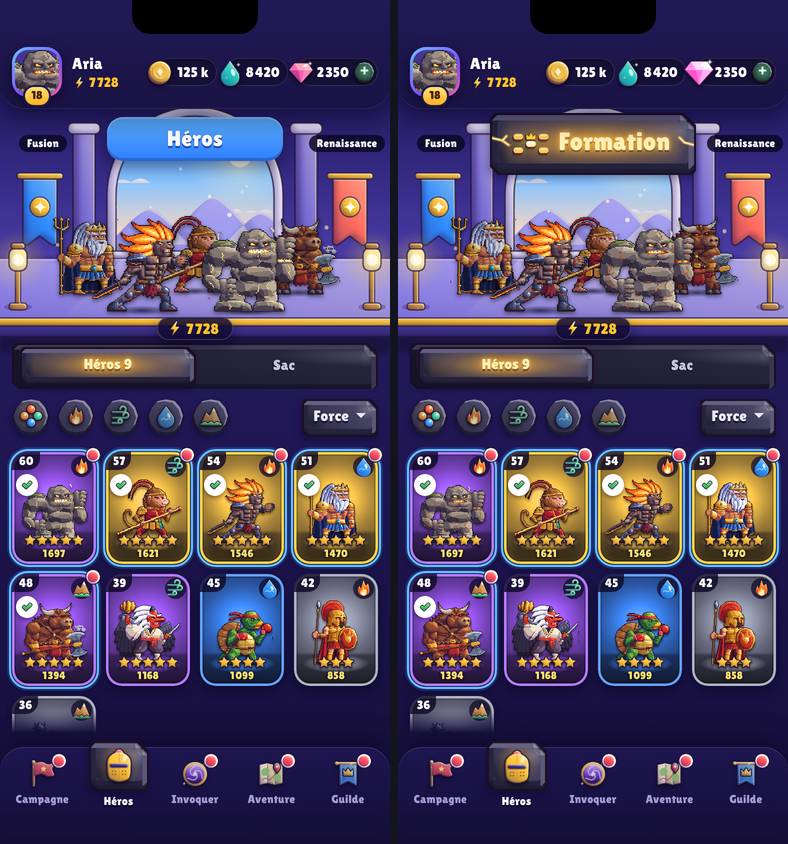 Aria
7728
125 k
8420
2350
18
Héros
Fusion
Renaissance
7728
Héros 9
Sac
Force
60
57
54
51
1697
1621
1546
1470
48
39
45
42
1394
1168
1099
858
36
Campagne
Héros
Invoquer
Aventure
Guilde
Aria
7728
125 k
8420
2350
18
Formation
Fusion
Renaissance
7728
Héros 9
Sac
Force
60
57
54
51
1697
1621
1546
1470
48
39
45
42
1394
1168
1099
858
36
Campagne
Héros
Invoquer
Aventure
Guilde